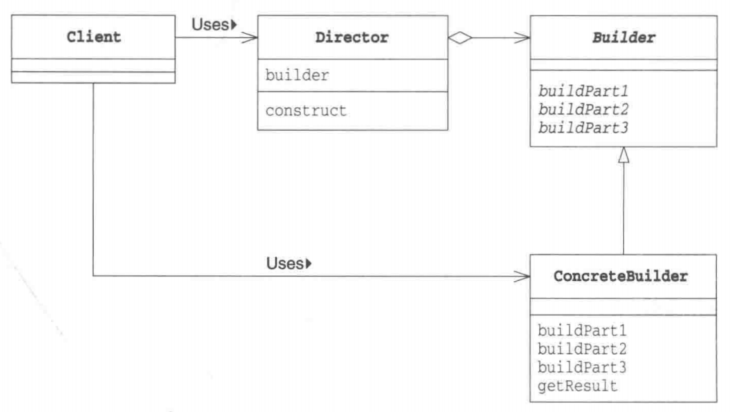 Client
Uses▶
Director
builder
construct
Builder
buildPart1
buildPart2
buildPart3
Uses▶
ConcreteBuilder
buildPart1
buildPart2
buildPart3
getResult